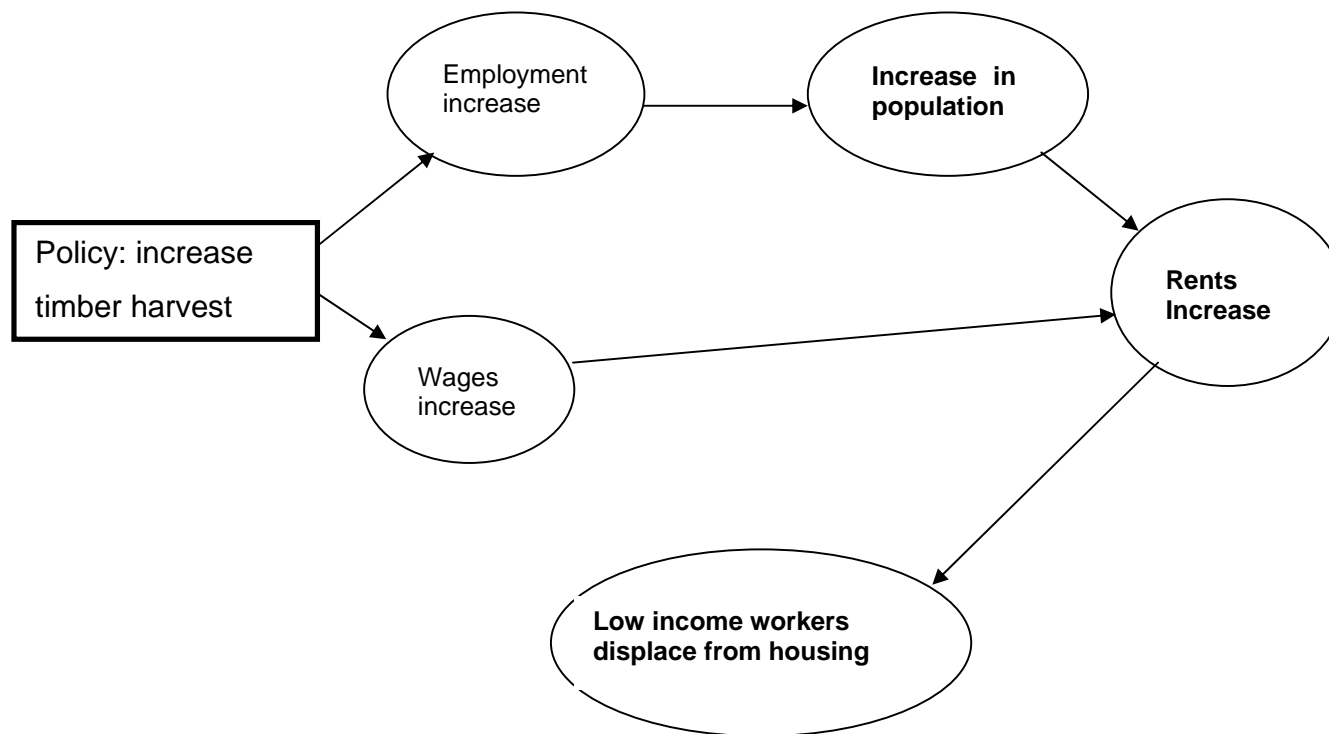 Employment
increase
Increase in
population
Policy: increase
timber harvest
Rents
Increase
Wages
increase
Low income workers
displace from housing